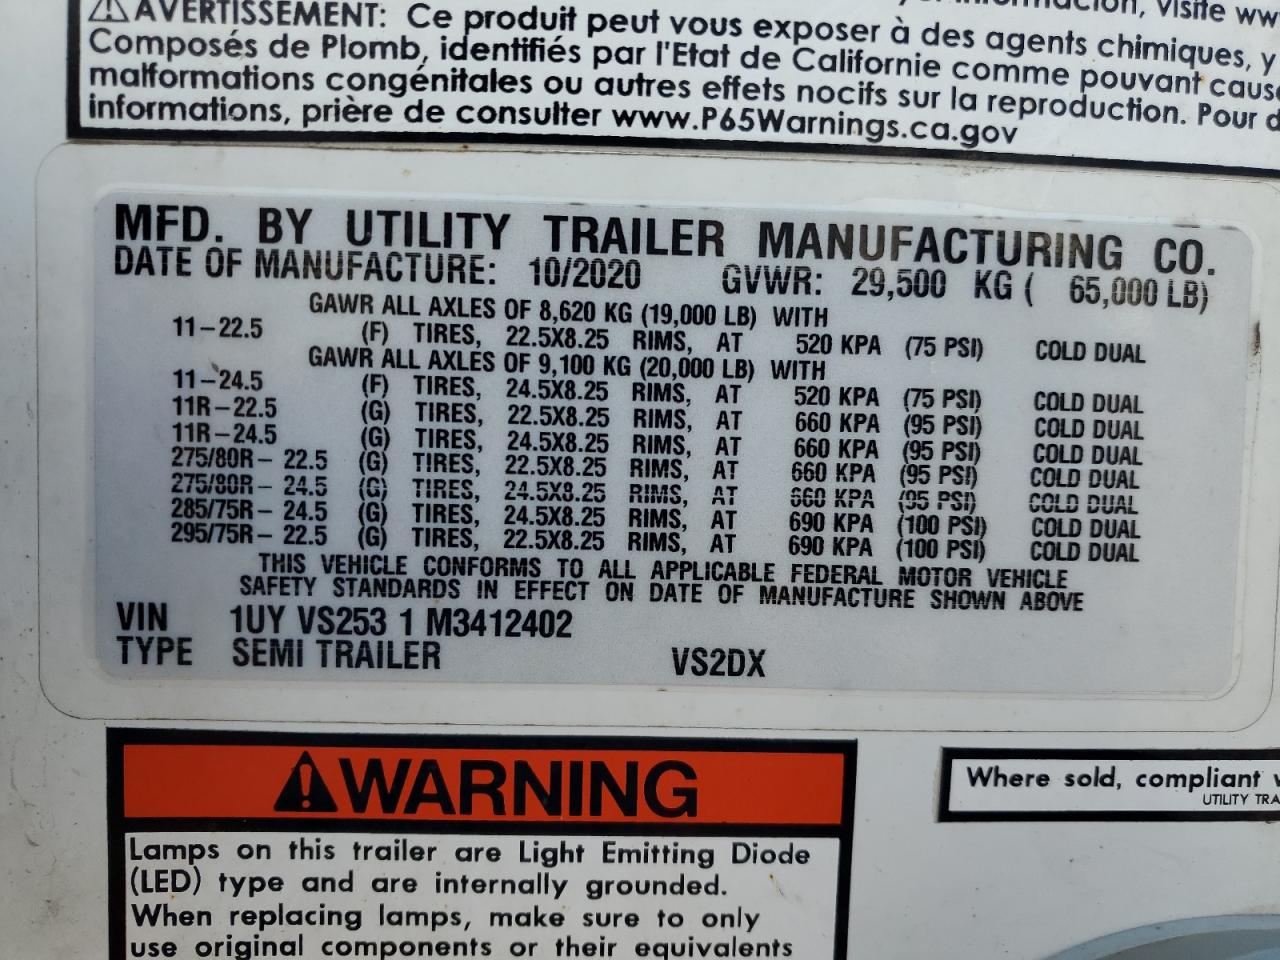 mación, visite ww
⚠AVERTISSEMENT: Ce produit peut vous exposer à des agents chimiques, y
Composés de Plomb, identifiés par l'Etat de Californie comme pouvant cause
malformations congénitales ou autres effets nocifs sur la reproduction. Pour d
informations, prière de consulter www.P65Warnings.ca.gov
MFD. BY UTILITY TRAILER MANUFACTURING CO.
DATE OF MANUFACTURE: 10/2020 GVWR: 29,500 KG ( 65,000 LB)
GAWR ALL AXLES OF 8,620 KG (19,000 LB) WITH
11-22.5 (F) TIRES, 22.5X8.25 RIMS, AT 520 KPA (75 PSI) COLD DUAL
GAWR ALL AXLES OF 9,100 KG (20,000 LB) WITH
11-24.5 (F) TIRES, 24.5X8.25 RIMS, AT 520 KPA (75 PSI) COLD DUAL
11R-22.5 (G) TIRES, 22.5X8.25 RIMS, AT 660 KPA (95 PSI) COLD DUAL
11R-24.5 (G) TIRES, 24.5X8.25 RIMS, AT 660 KPA (95 PSI) COLD DUAL
275/80R- 22.5 (G) TIRES, 22.5X8.25 RIMS, AT 660 KPA (95 PSI) COLD DUAL
275/80R- 24.5 (G) TIRES, 24.5X8.25 RIMS, AT 660 KPA (95 PSI) COLD DUAL
285/75R- 24.5 (G) TIRES, 24.5X8.25 RIMS, AT 690 KPA (100 PSI) COLD DUAL
295/75R- 22.5 (G) TIRES, 22.5X8.25 RIMS, AT 690 KPA (100 PSI) COLD DUAL
THIS VEHICLE CONFORMS TO ALL APPLICABLE FEDERAL MOTOR VEHICLE
SAFETY STANDARDS IN EFFECT ON DATE OF MANUFACTURE SHOWN ABOVE
VIN 1UY VS253 1 M3412402
TYPE SEMI TRAILER VS2DX
⚠WARNING
Lamps on this trailer are Light Emitting Diode
(LED) type and are internally grounded.
When replacing lamps, make sure to only
use original components or their equivalents
Where sold, compliant
UTILITY TRA